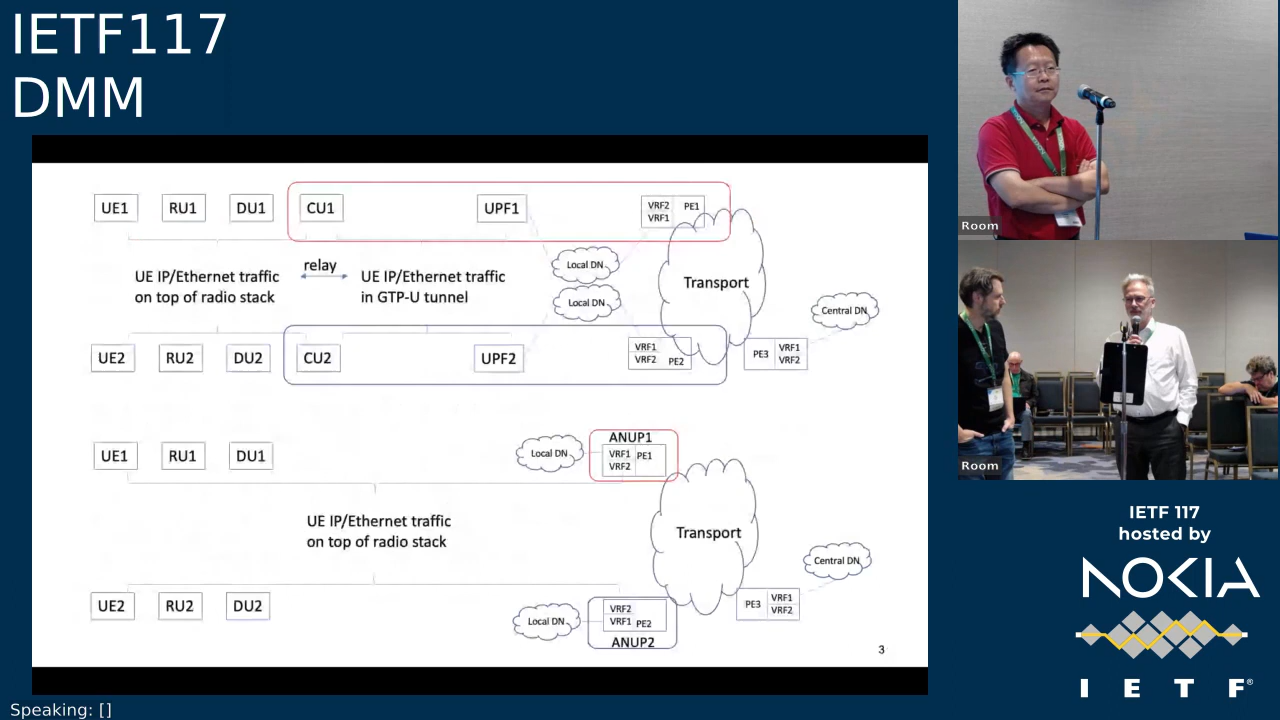 IETF117
DMM
UE1
RU1
DU1
CU1
UPF1
VRF2
VRF1
PE1
Local DN
relay
UE IP/Ethernet traffic
on top of radio stack
UE IP/Ethernet traffic
in GTP-U tunnel
Transport
Local DN
Central DN
UE2
RU2
DU2
CU2
UPF2
VRF1
VRF2
PE2
PE3
VRF1
VRF2
UE1
RU1
DU1
Local DN
ANUP1
VRF1
VRF2
PE1
UE IP/Ethernet traffic
on top of radio stack
Transport
Central DN
UE2
RU2
DU2
Local DN
VRF2
VRF1
PE2
ANUP2
PE3
VRF1
VRF2
3
Room
Room
IETF 117
hosted by
NOKIA
I E T F®
Speaking: []